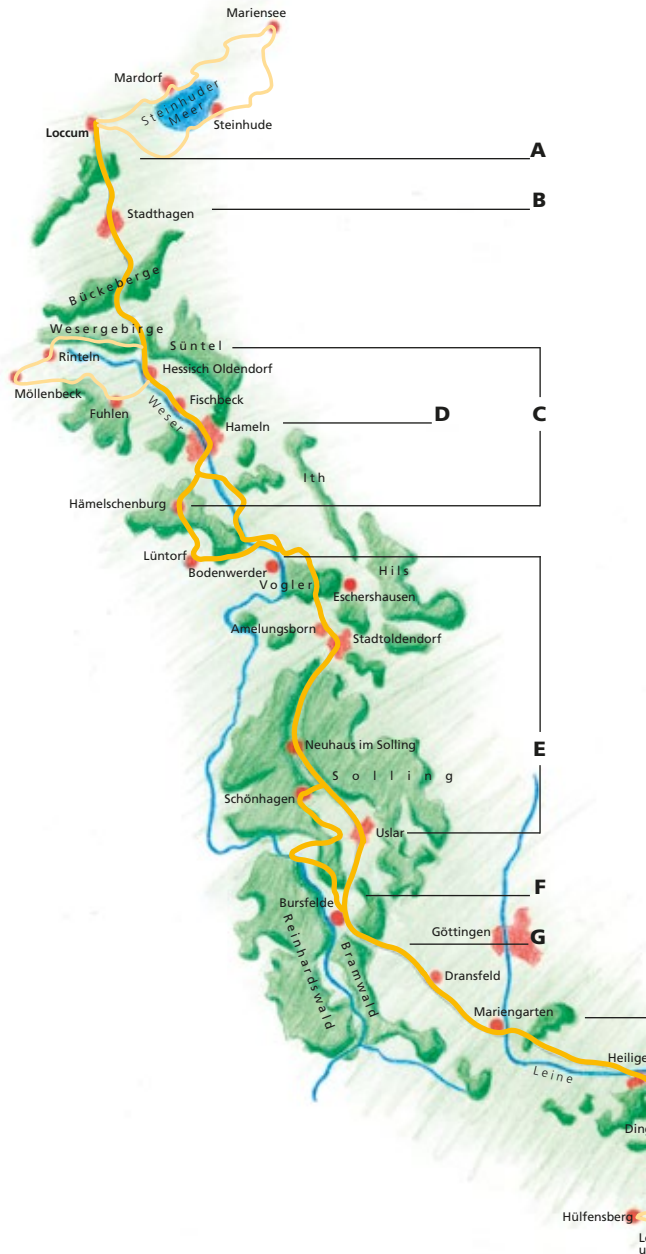 Mariensee
Mardorf
Steinhuder
Meer
Loccum
Steinhude
A
B
Stadthagen
Bückeberge
Wesergebirge
Süntel
Rinteln
Hessisch Oldendorf
Möllenbeck
Fischbeck
Fuhlen
Weser
Hameln
D
C
Ith
Hämelschenburg
Lüntorf
Bodenwerder
Vogler
Hils
Eschershausen
Amelungsborn
Stadtoldendorf
Neuhaus im Solling
E
Solling
Schönhagen
Uslar
F
Bursfelde
Göttingen
G
Reinhardswald
Bramwald
Dransfeld
Mariengarten
Heilige
Leine
Ding
Hülfensberg